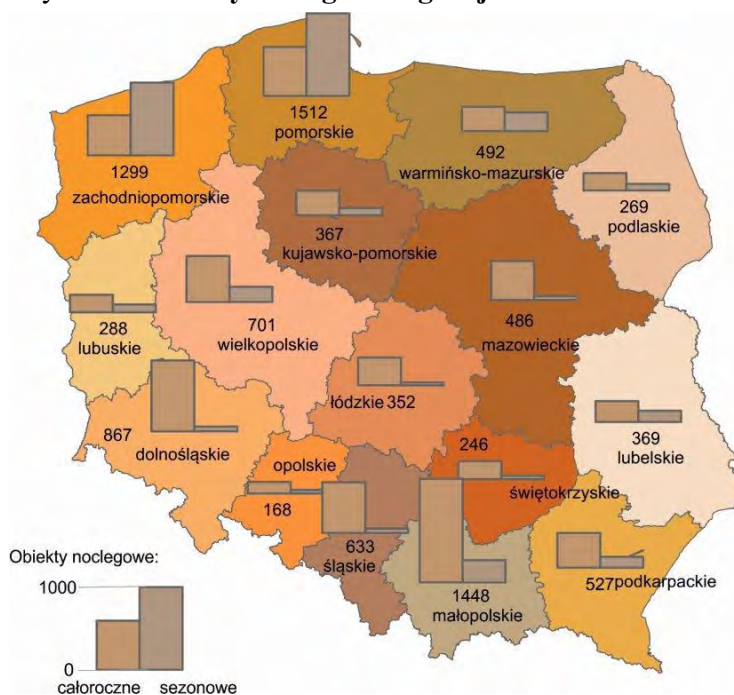 1512
pomorskie
1299
zachodniopomorskie
492
warmińsko-mazurskie
269
podlaskie
367
kujawsko-pomorskie
288
lubuskie
701
wielkopolskie
486
mazowieckie
łódzkie 352
867
dolnośląskie
369
lubelskie
246
świętokrzyskie
opolskie
168
633
śląskie
1448
małopolskie
527 podkarpackie
Obiekty noclegowe:
1000
0
całoroczne sezonowe